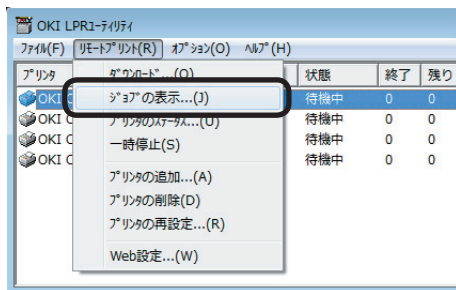 OKI LPRﾕｰﾃｨﾘﾃｨ
ﾌｧｲﾙ(F) ﾘﾓｰﾄﾌﾟﾘﾝﾄ(R) ｵﾌﾟｼｮﾝ(O) ﾍﾙﾌﾟ(H)
ﾌﾟﾘﾝﾀ 状態 終了 残り
ﾀﾞｳﾝﾛｰﾄﾞ...(O)
OKI C 待機中 0 0
ｼﾞｮﾌﾞの表示...(J)
OKI C 待機中 0 0
ﾌﾟﾘﾝﾀのｽﾃｰﾀｽ...(U)
OKI C 待機中 0 0
一時停止(S)
OKI C 待機中 0 0
ﾌﾟﾘﾝﾀの追加...(A)
ﾌﾟﾘﾝﾀの削除(D)
ﾌﾟﾘﾝﾀの再設定...(R)
Web設定...(W)